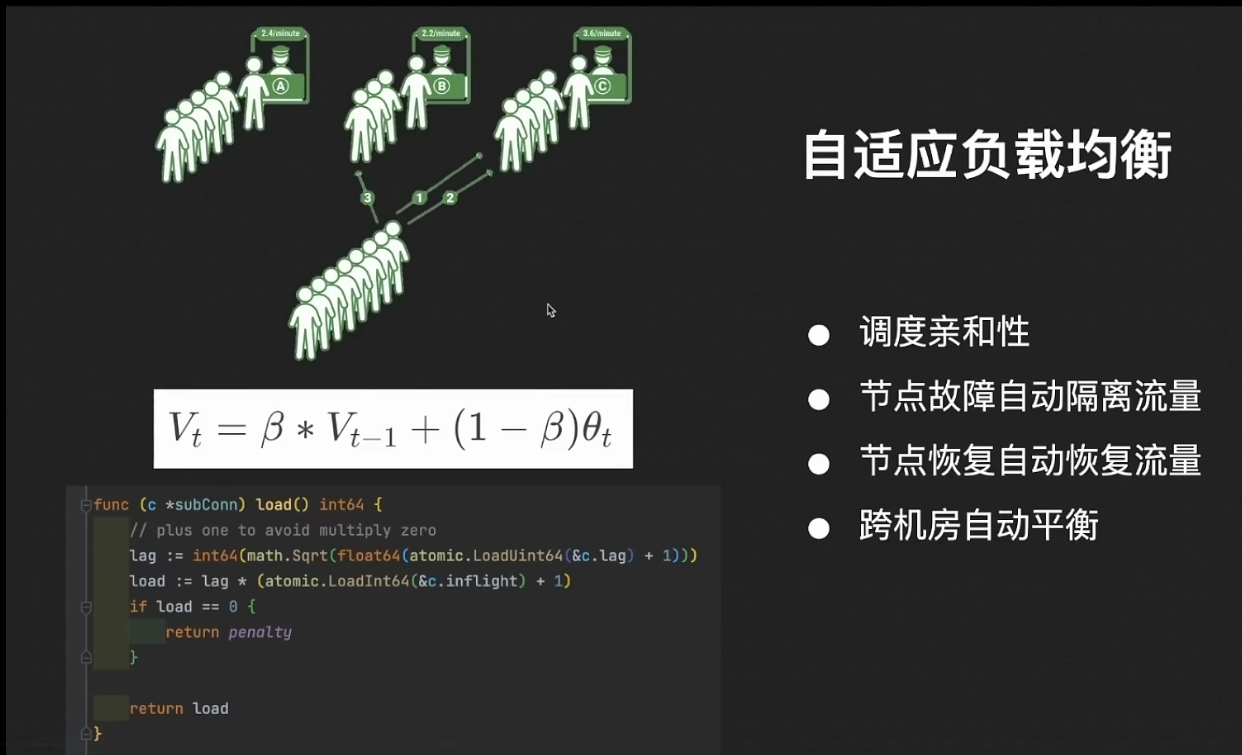 2.4/minute
2.2/minute
3.6/minute
A
B
C
3
1
2
自适应负载均衡
调度亲和性
节点故障自动隔离流量
节点恢复自动恢复流量
跨机房自动平衡
V_t = β * V_{t-1} + (1 − β)θ_t
func (c *subConn) load() int64 {
// plus one to avoid multiply zero
lag := int64(math.Sqrt(float64(atomic.LoadUint64(&c.lag) + 1)))
load := lag * (atomic.LoadInt64(&c.inflight) + 1)
if load == 0 {
return penalty
}
return load
}